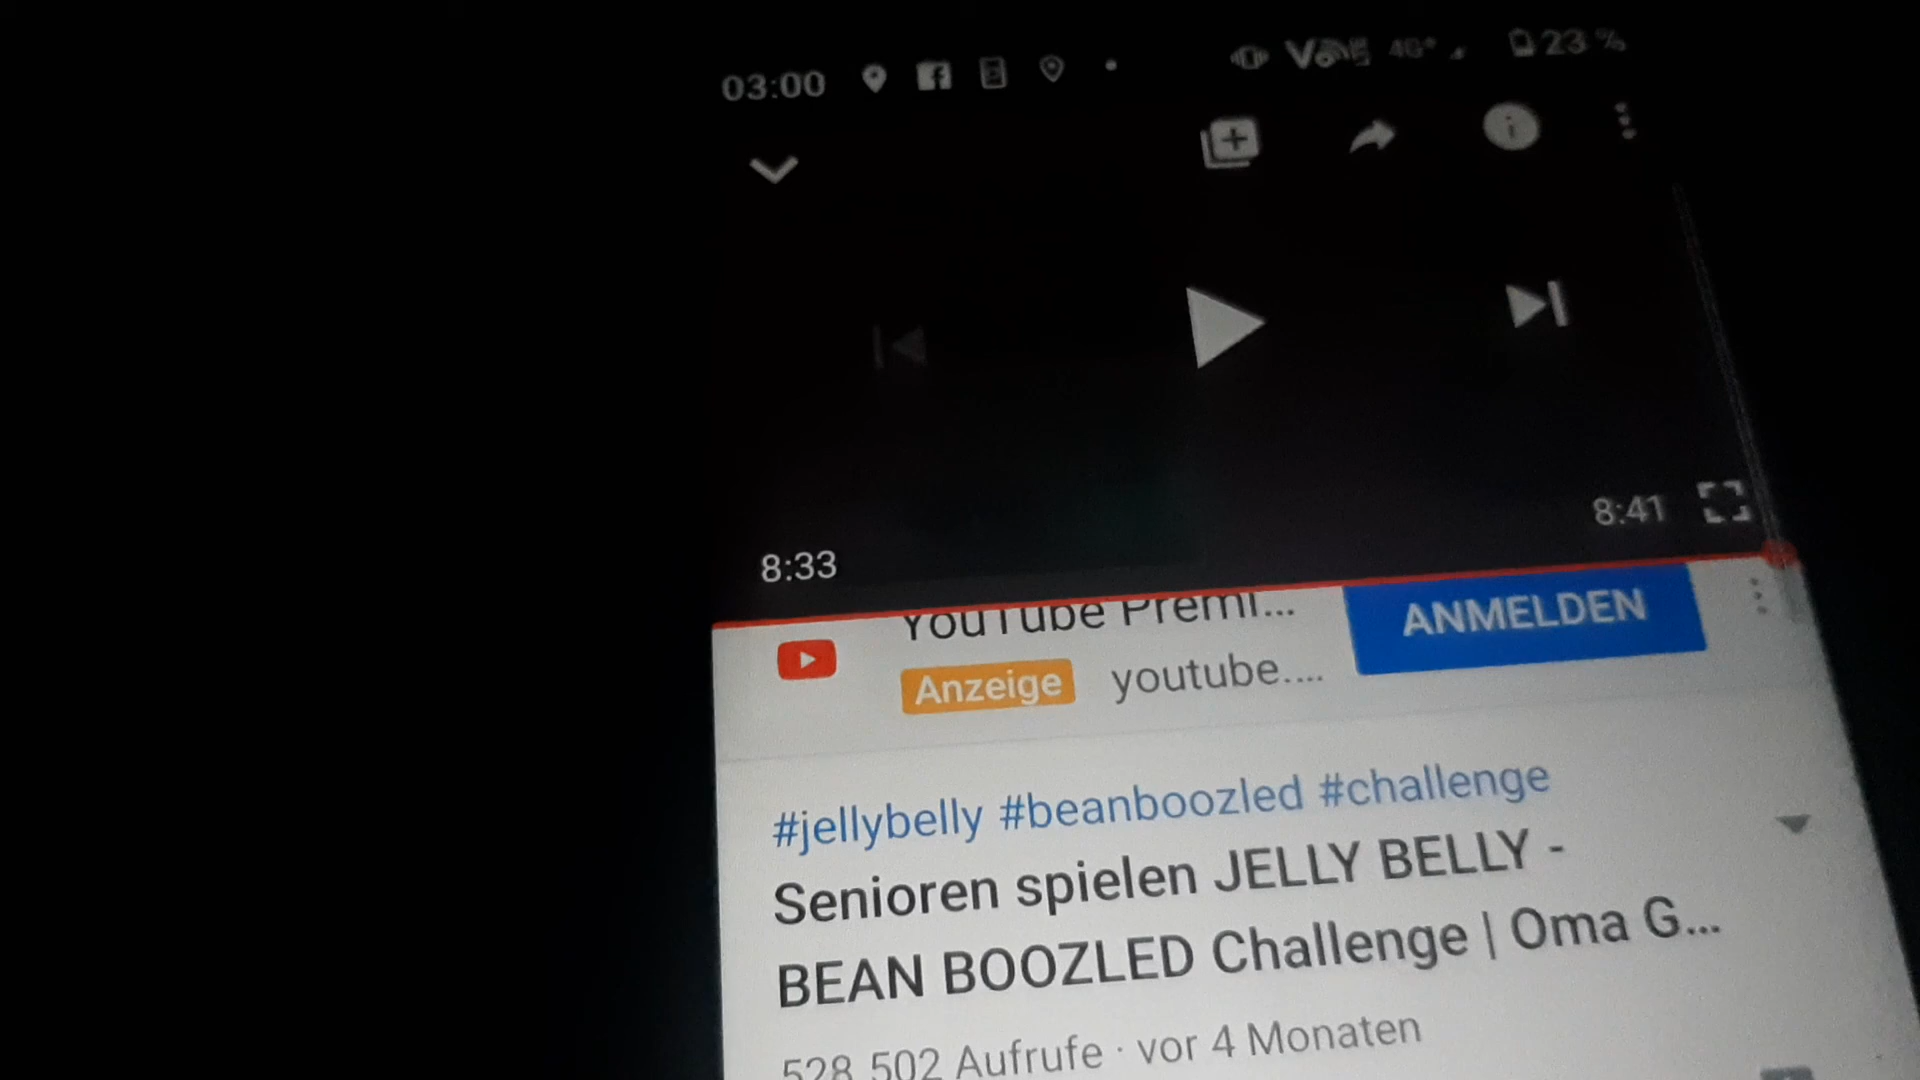 03:00 4G+ 23 %
8:33 8:41
YouTube Premi...
ANMELDEN
Anzeige youtube....
#jellybelly #beanboozled #challenge
Senioren spielen JELLY BELLY -
BEAN BOOZLED Challenge | Oma G...
528.502 Aufrufe · vor 4 Monaten